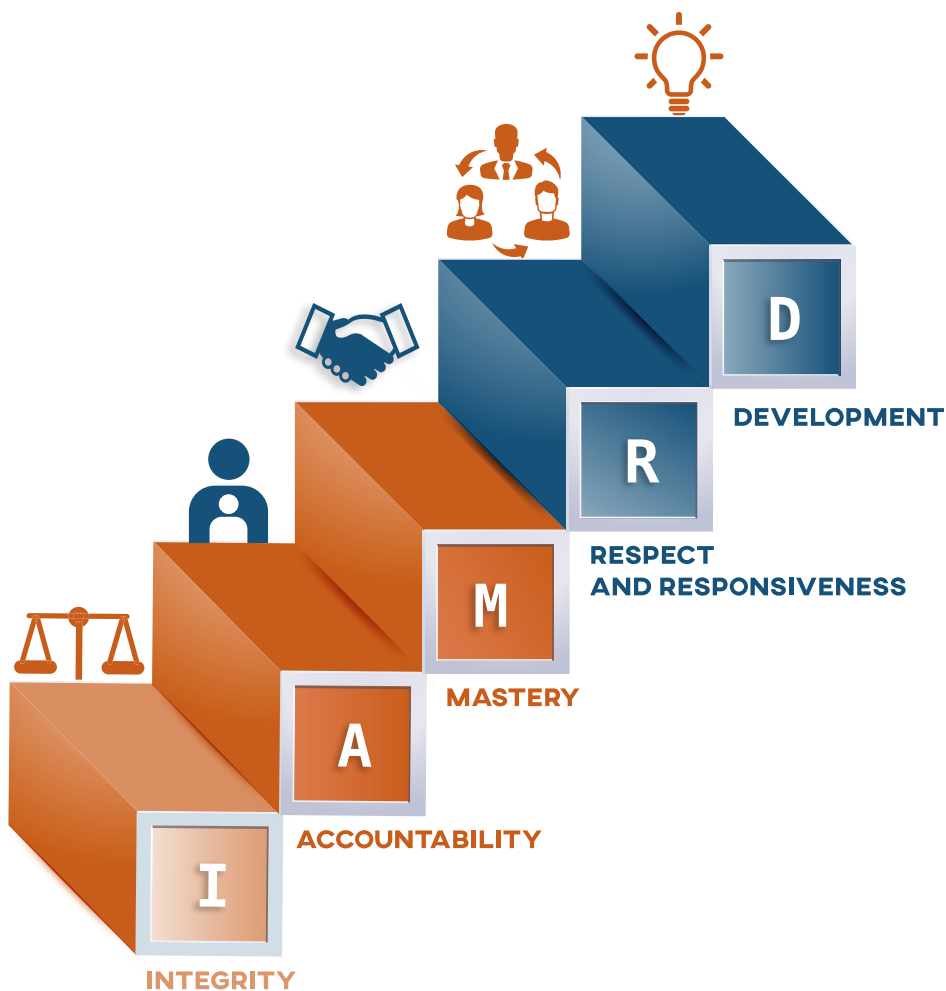 D
DEVELOPMENT
R
RESPECT
AND RESPONSIVENESS
M
MASTERY
A
ACCOUNTABILITY
I
INTEGRITY